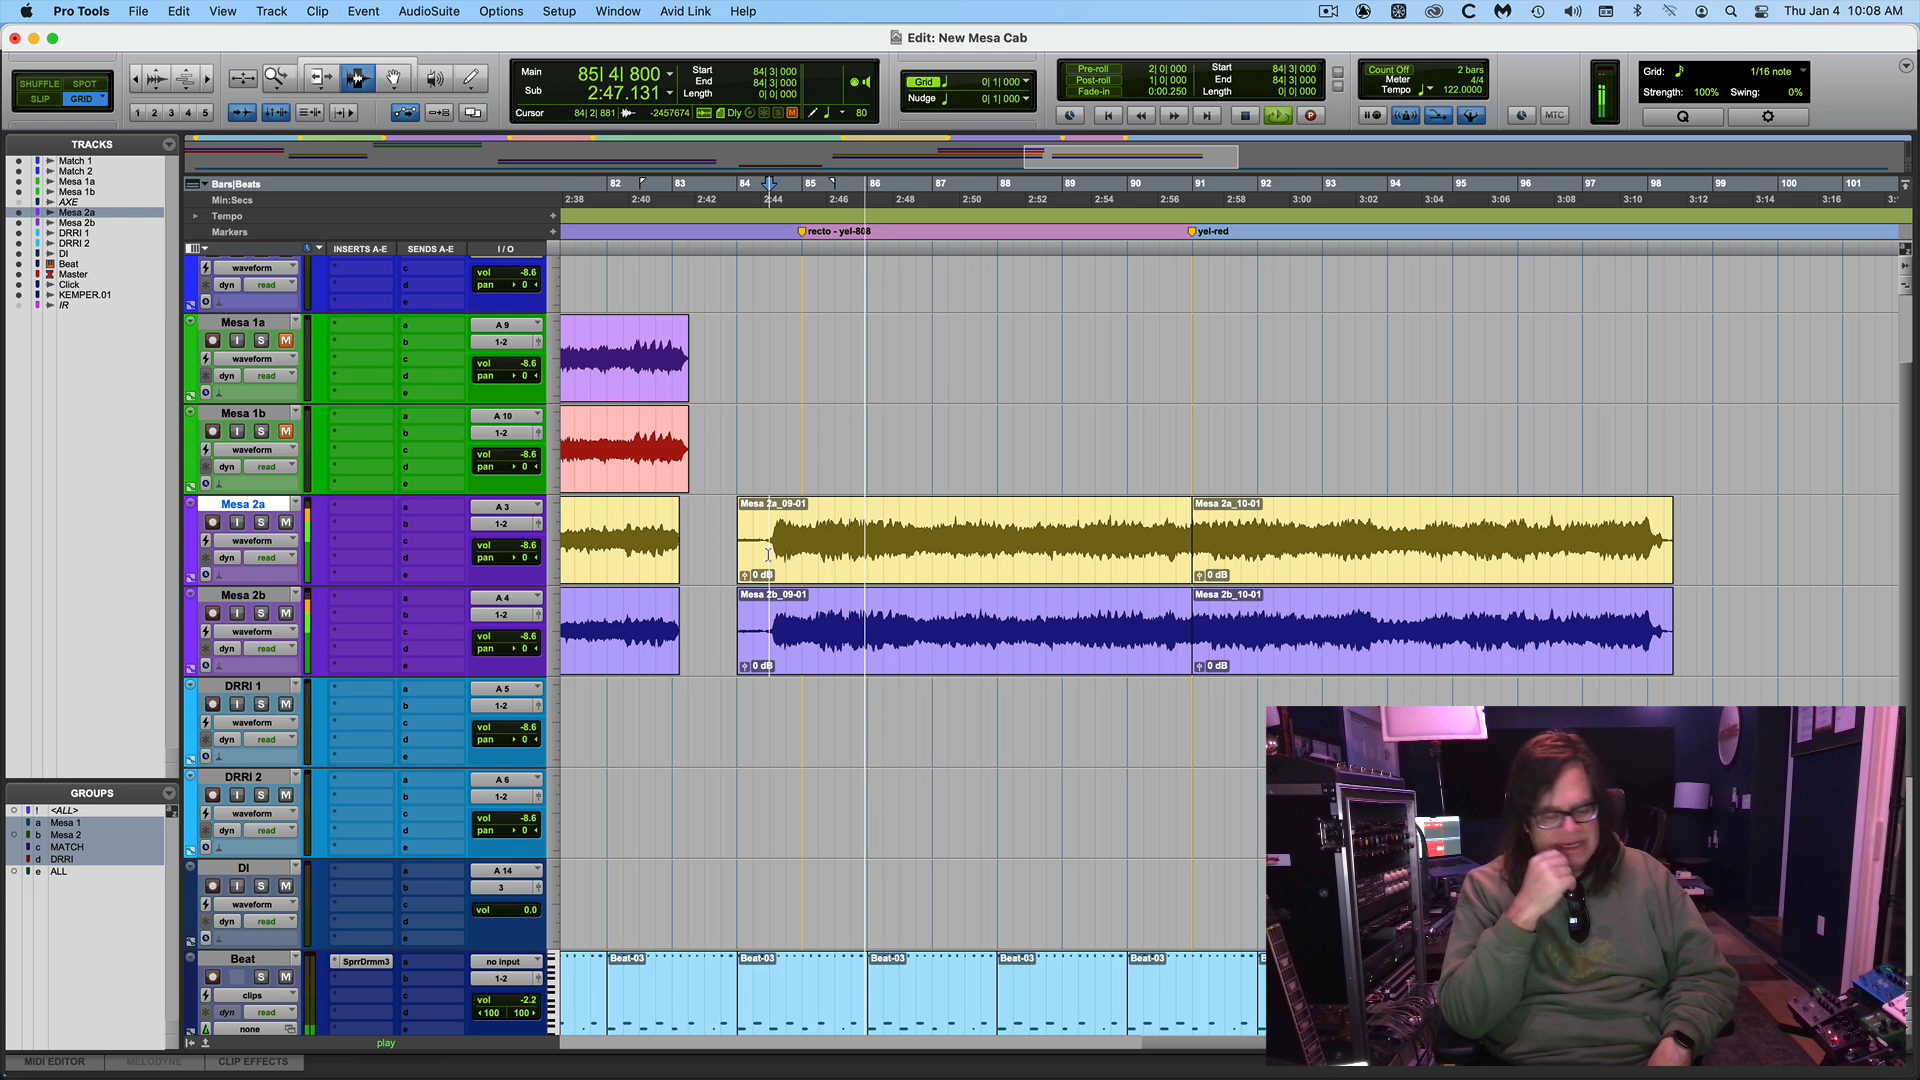 Pro Tools File Edit View Track Clip Event AudioSuite Options Setup Window Avid Link Help Thu Jan 4 10:08 AM
Edit: New Mesa Cab
SHUFFLE SPOT
SLIP GRID
1 2 3 4 5
Main 85| 4| 800
Sub 2:47.131
Start 84| 3| 000
End 84| 3| 000
Length 0| 0| 000
Cursor 84| 2| 881 -2457674 Dly S M 80
Grid 0| 1| 000
Nudge 0| 1| 000
Pre-roll 2| 0| 000
Post-roll 1| 0| 000
Fade-in 0:00.250
Start 84| 3| 000
End 84| 3| 000
Length 0| 0| 000
Count Off 2 bars
Meter 4/4
Tempo 122.0000
MTC
Grid: 1/16 note
Strength: 100% Swing: 0%
Q
TRACKS
Match 1
Match 2
Mesa 1a
Mesa 1b
AXE
Mesa 2a
Mesa 2b
DRRI 1
DRRI 2
DI
Beat
Master
Click
KEMPER.01
IR
GROUPS
! <ALL>
a Mesa 1
b Mesa 2
c MATCH
d DRRI
e ALL
Bars|Beats 82 83 84 85 86 87 88 89 90 91 92 93 94 95 96 97 98 99 100 101
Min:Secs 2:38 2:40 2:42 2:44 2:46 2:48 2:50 2:52 2:54 2:56 2:58 3:00 3:02 3:04 3:06 3:08 3:10 3:12 3:14 3:16
Tempo
Markers recto - yel-808 yel-red
INSERTS A-E SENDS A-E I / O
waveform c vol -8.6
dyn read d pan 0
e
Mesa 1a a A 9
I S M b 1-2
waveform c vol -8.6
dyn read d pan 0
e
Mesa 1b a A 10
I S M b 1-2
waveform c vol -8.6
dyn read d pan 0
e
Mesa 2a a A 3
I S M b 1-2
waveform c vol -8.6
dyn read d pan 0
e
Mesa 2a_09-01 Mesa 2a_10-01
0 dB 0 dB
Mesa 2b a A 4
I S M b 1-2
waveform c vol -8.6
dyn read d pan 0
e
Mesa 2b_09-01 Mesa 2b_10-01
0 dB 0 dB
DRRI 1 a A 5
I S M b 1-2
waveform c vol -8.6
dyn read d pan 0
e
DRRI 2 a A 6
I S M b 1-2
waveform c vol -8.6
dyn read d pan 0
e
DI a A 14
I S M b 3
waveform c vol 0.0
dyn read d
e
Beat SprrDrmm3 a no input
S M b 1-2
clips c vol -2.2
dyn read d 100 100
none e
Beat-03 Beat-03 Beat-03 Beat-03 Beat-03
play
MIDI EDITOR MELODYNE CLIP EFFECTS